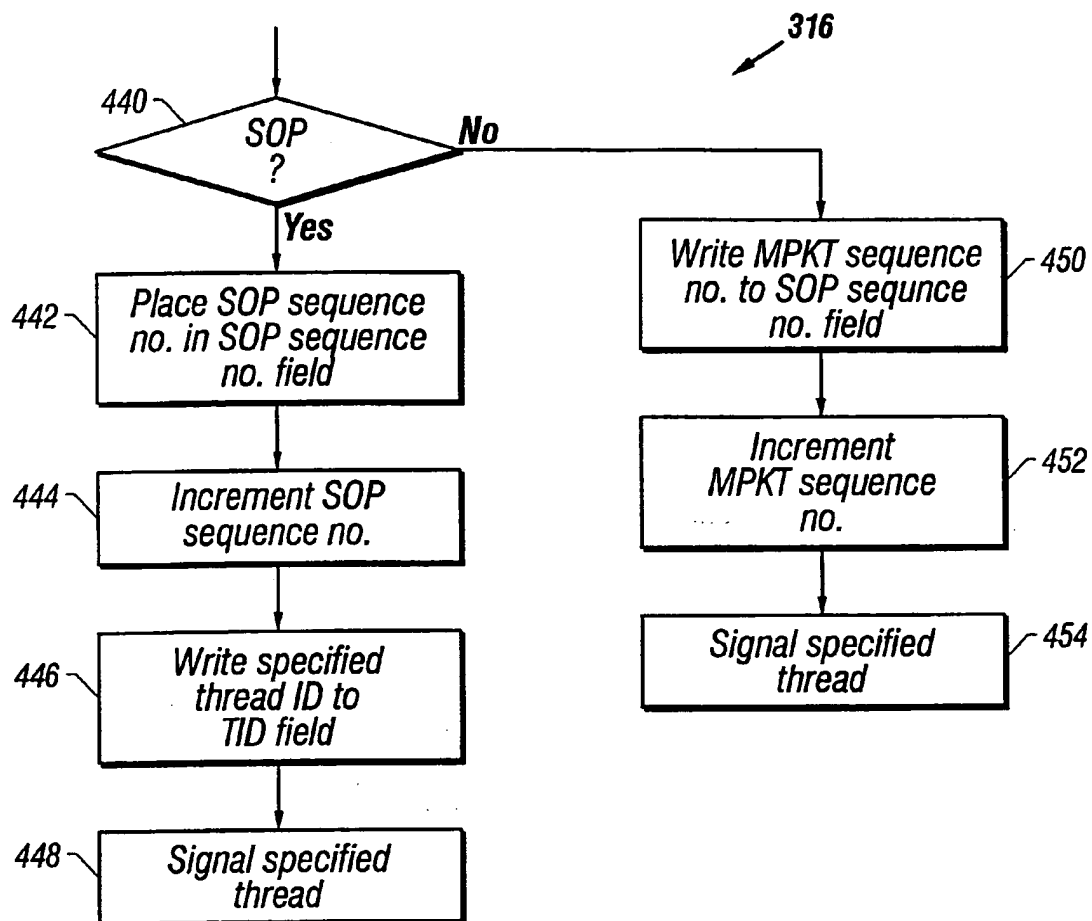 316
440
SOP
?
No
Yes
442
Place SOP sequence
no. in SOP sequence
no. field
444
Increment SOP
sequence no.
446
Write specified
thread ID to
TID field
448
Signal specified
thread
Write MPKT sequence
no. to SOP sequnce
no. field
450
Increment
MPKT sequence
no.
452
Signal specified
thread
454